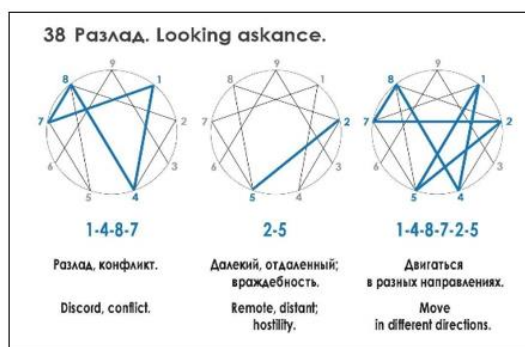 38 Разлад. Looking askance.
9
8 1
7 2
6 3
5 4
9
8 1
7 2
6 3
5 4
9
8 1
7 2
6 3
5 4
1-4-8-7
2-5
1-4-8-7-2-5
Разлад, конфликт.
Далекий, отдаленный;
враждебность.
Двигаться
в разных направлениях.
Discord, conflict.
Remote, distant;
hostility.
Move
in different directions.